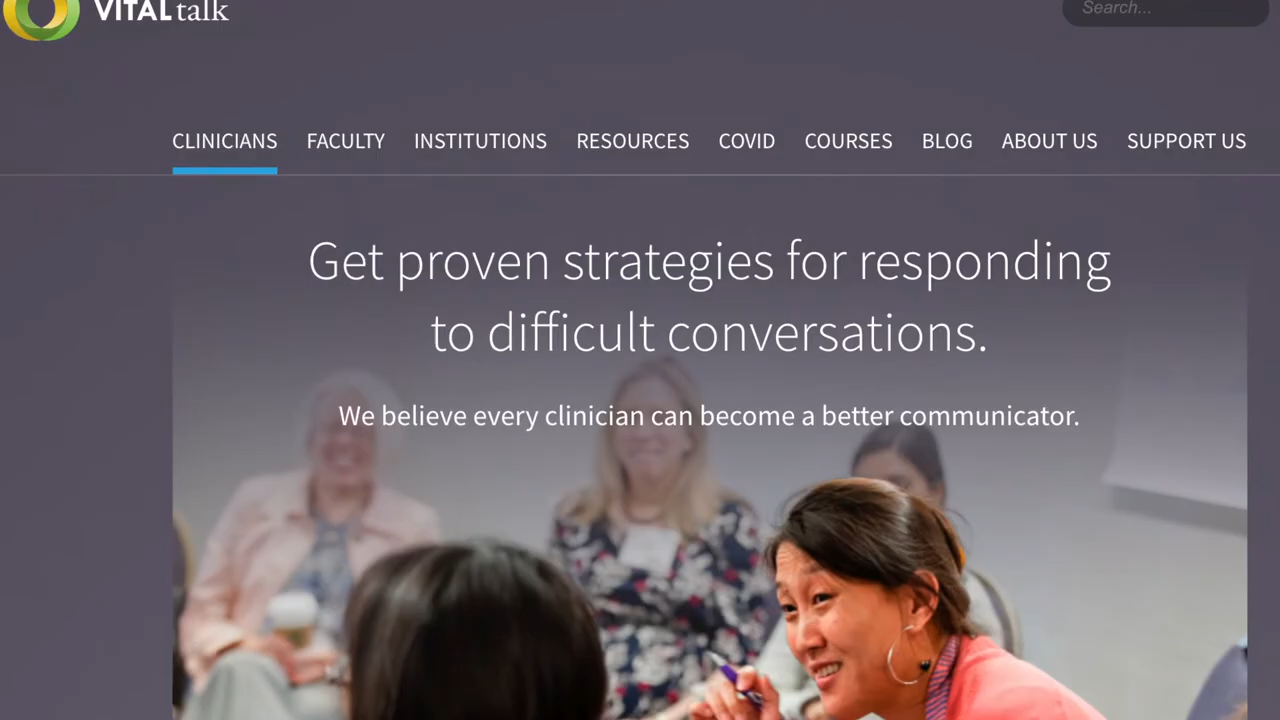 VITALtalk
Search...
CLINICIANS FACULTY INSTITUTIONS RESOURCES COVID COURSES BLOG ABOUT US SUPPORT US
Get proven strategies for responding
to difficult conversations.
We believe every clinician can become a better communicator.